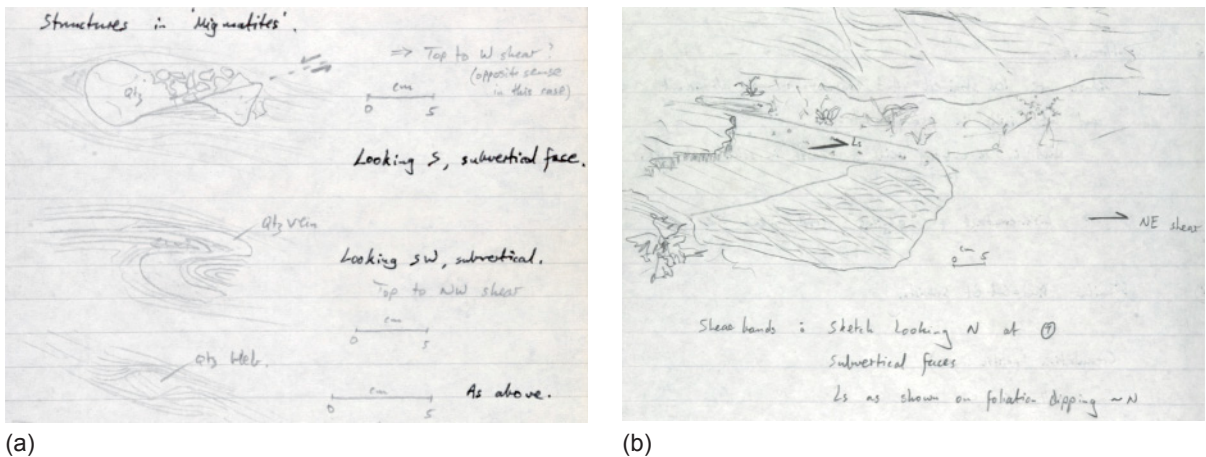 Structures in 'Migmatites'.
Qtz
⇒ Top to W shear?
(opposite sense
in this case)
cm
0 5
Looking S, subvertical face.
Qtz vein
Looking SW, subvertical.
Top to NW shear
cm
0 5
Qtz bleb.
cm
0 5
As above.
(a)
Ls
NE shear
cm
0 5
Shear bands : Sketch looking N at
Subvertical faces
Ls as shown on foliation dipping ~N
(b)